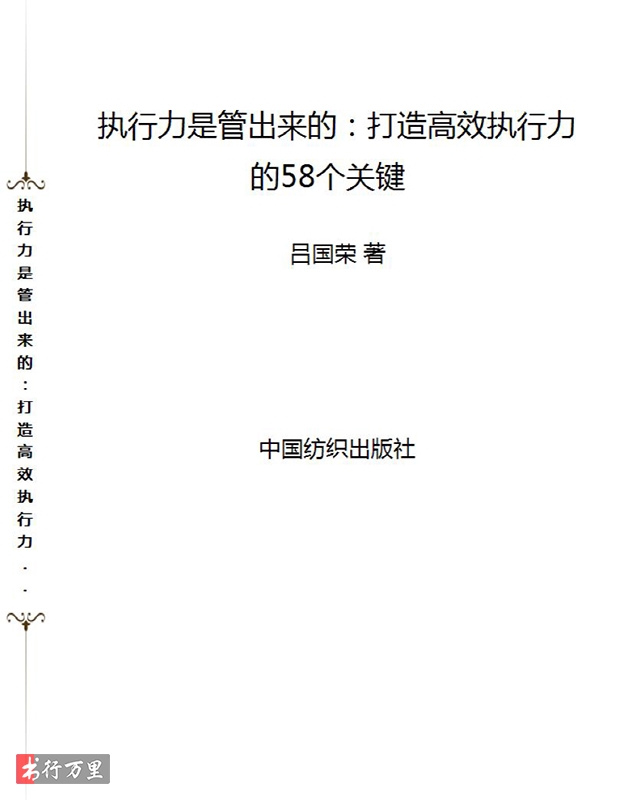 执行力是管出来的：打造高效执行力
的58个关键
吕国荣 著
中国纺织出版社
执行力是管出来的：打造高效执行力..
书行万里